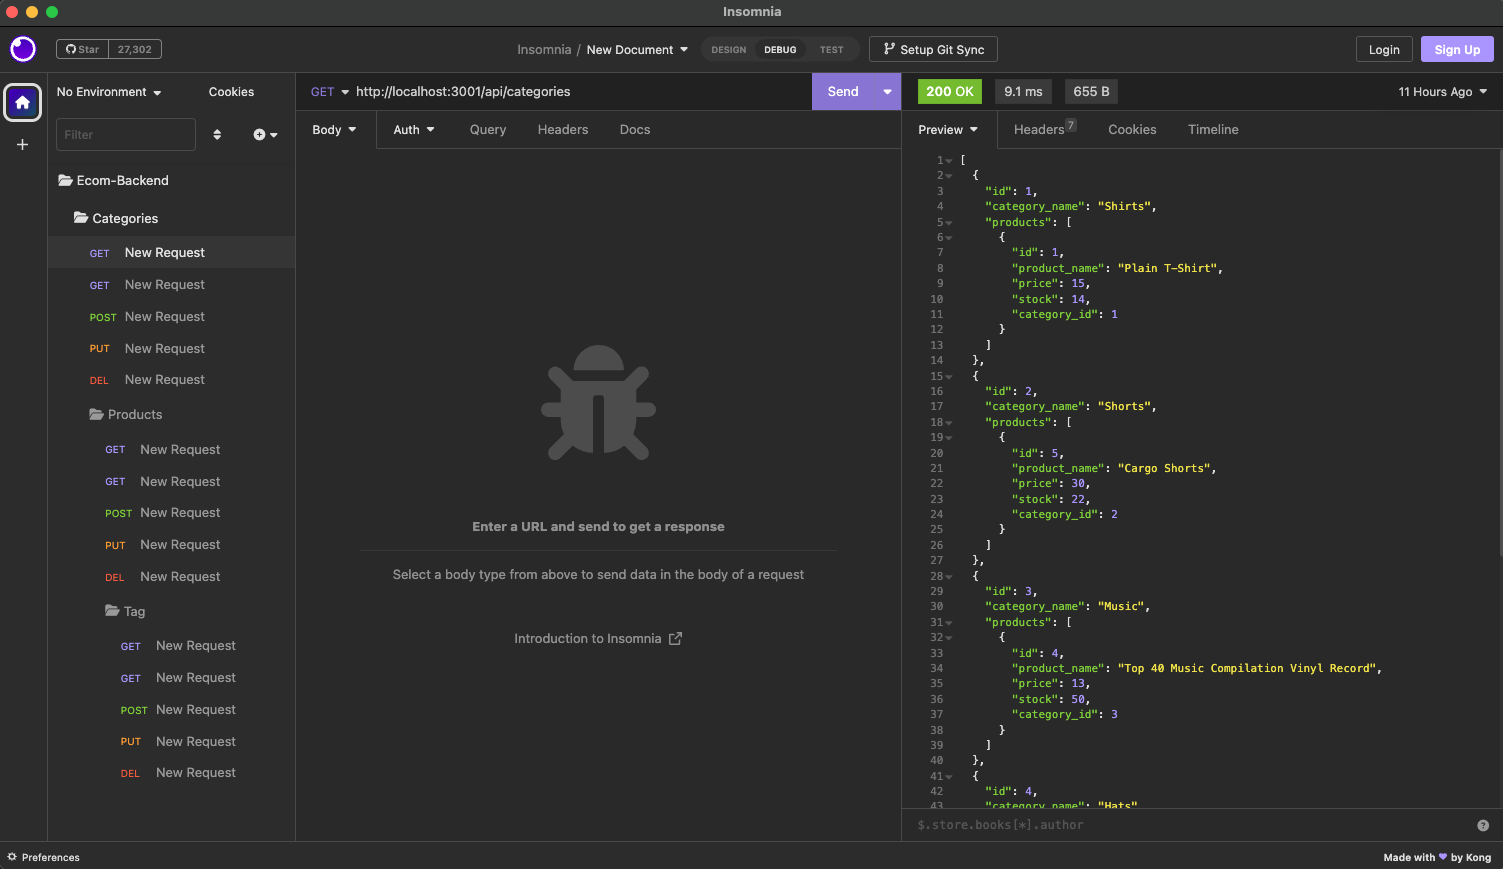 Insomnia
Star 27,302
Insomnia / New Document
DESIGN DEBUG TEST
Setup Git Sync
Login
Sign Up
No Environment
Cookies
Filter
Ecom-Backend
Categories
GET New Request
GET New Request
POST New Request
PUT New Request
DEL New Request
Products
GET New Request
GET New Request
POST New Request
PUT New Request
DEL New Request
Tag
GET New Request
GET New Request
POST New Request
PUT New Request
DEL New Request
GET http://localhost:3001/api/categories
Send
Body Auth Query Headers Docs
Enter a URL and send to get a response
Select a body type from above to send data in the body of a request
Introduction to Insomnia
200 OK 9.1 ms 655 B
11 Hours Ago
Preview Headers 7 Cookies Timeline
1 [
2 {
3 "id": 1,
4 "category_name": "Shirts",
5 "products": [
6 {
7 "id": 1,
8 "product_name": "Plain T-Shirt",
9 "price": 15,
10 "stock": 14,
11 "category_id": 1
12 }
13 ]
14 },
15 {
16 "id": 2,
17 "category_name": "Shorts",
18 "products": [
19 {
20 "id": 5,
21 "product_name": "Cargo Shorts",
22 "price": 30,
23 "stock": 22,
24 "category_id": 2
25 }
26 ]
27 },
28 {
29 "id": 3,
30 "category_name": "Music",
31 "products": [
32 {
33 "id": 4,
34 "product_name": "Top 40 Music Compilation Vinyl Record",
35 "price": 13,
36 "stock": 50,
37 "category_id": 3
38 }
39 ]
40 },
41 {
42 "id": 4,
43 "category_name": "Hats"
$.store.books[*].author
Preferences
Made with ♥ by Kong